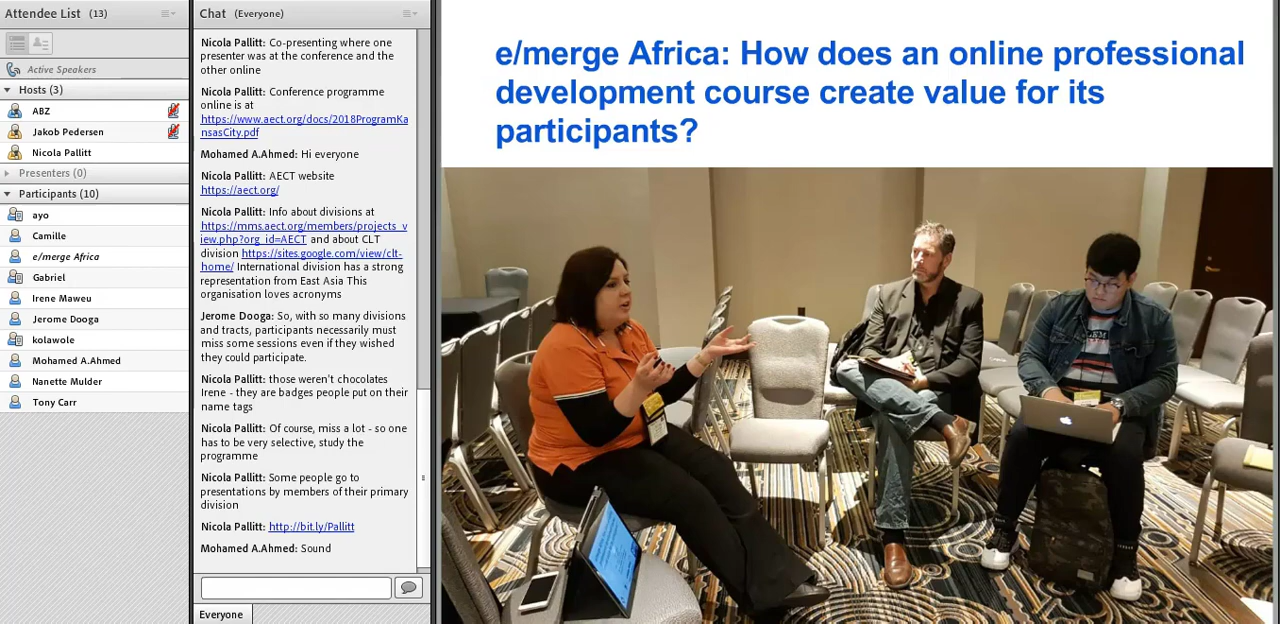 Attendee List (13)
Active Speakers
Hosts (3)
ABZ
Jakob Pedersen
Nicola Pallitt
Presenters (0)
Participants (10)
ayo
Camille
e/merge Africa
Gabriel
Irene Maweu
Jerome Dooga
kolawole
Mohamed A.Ahmed
Nanette Mulder
Tony Carr
Chat (Everyone)
Nicola Pallitt: Co-presenting where one
presenter was at the conference and the
other online
Nicola Pallitt: Conference programme
online is at
https://www.aect.org/docs/2018ProgramKa
nsasCity.pdf
Mohamed A.Ahmed: Hi everyone
Nicola Pallitt: AECT website
https://aect.org/
Nicola Pallitt: Info about divisions at
https://mms.aect.org/members/projects_v
iew.php?org_id=AECT and about CLT
division https://sites.google.com/view/clt-
home/ International division has a strong
representation from East Asia This
organisation loves acronyms
Jerome Dooga: So, with so many divisions
and tracts, participants necessarily must
miss some sessions even if they wished
they could participate.
Nicola Pallitt: those weren't chocolates
Irene - they are badges people put on their
name tags
Nicola Pallitt: Of course, miss a lot - so one
has to be very selective, study the
programme
Nicola Pallitt: Some people go to
presentations by members of their primary
division
Nicola Pallitt: http://bit.ly/Pallitt
Mohamed A.Ahmed: Sound
Everyone
e/merge Africa: How does an online professional
development course create value for its
participants?